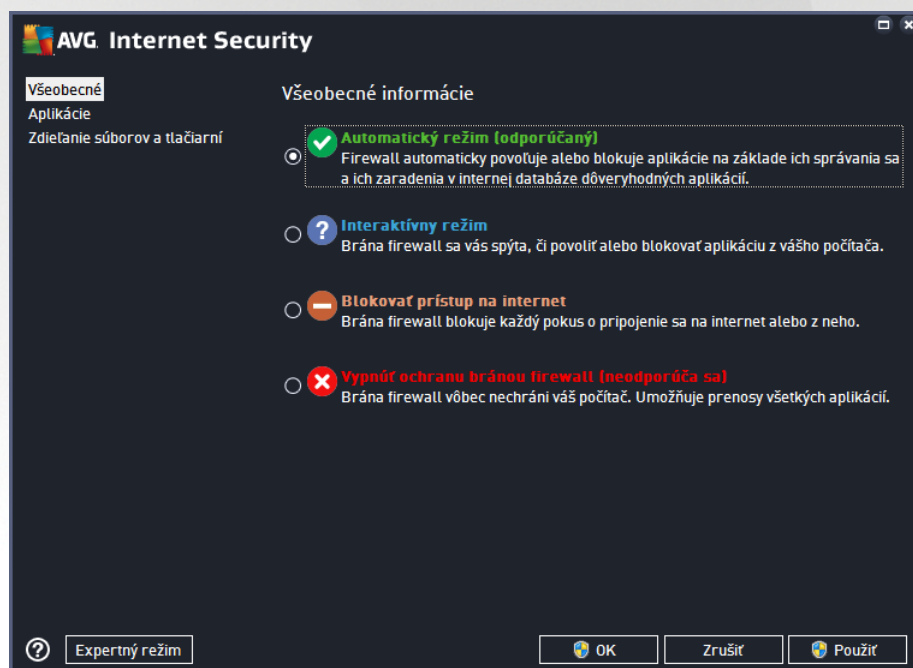 AVG. Internet Security
Všeobecné
Aplikácie
Zdieľanie súborov a tlačiarní
Všeobecné informácie
Automatický režim (odporúčaný)
Firewall automaticky povoľuje alebo blokuje aplikácie na základe ich správania sa
a ich zaradenia v internej databáze dôveryhodných aplikácií.
Interaktívny režim
Brána firewall sa vás spýta, či povoliť alebo blokovať aplikáciu z vášho počítača.
Blokovať prístup na internet
Brána firewall blokuje každý pokus o pripojenie sa na internet alebo z neho.
Vypnúť ochranu bránou firewall (neodporúča sa)
Brána firewall vôbec nechráni váš počítač. Umožňuje prenosy všetkých aplikácií.
Expertný režim
OK
Zrušiť
Použiť